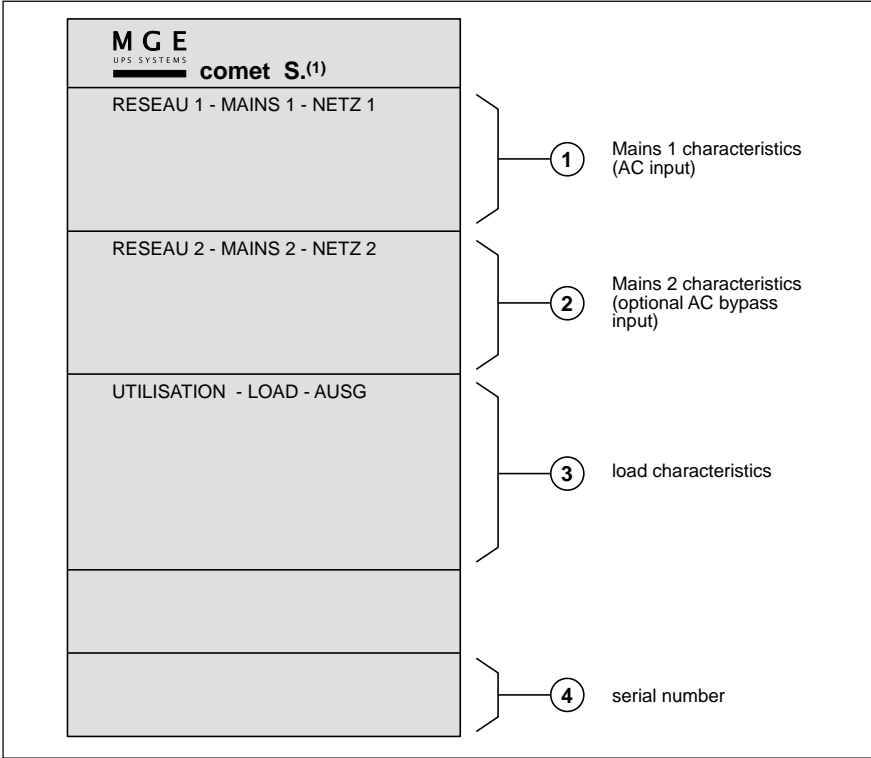 MGE
UPS SYSTEMS
comet S.(1)
RESEAU 1 - MAINS 1 - NETZ 1
1
Mains 1 characteristics
(AC input)
RESEAU 2 - MAINS 2 - NETZ 2
2
Mains 2 characteristics
(optional AC bypass
input)
UTILISATION - LOAD - AUSG
3
load characteristics
4
serial number